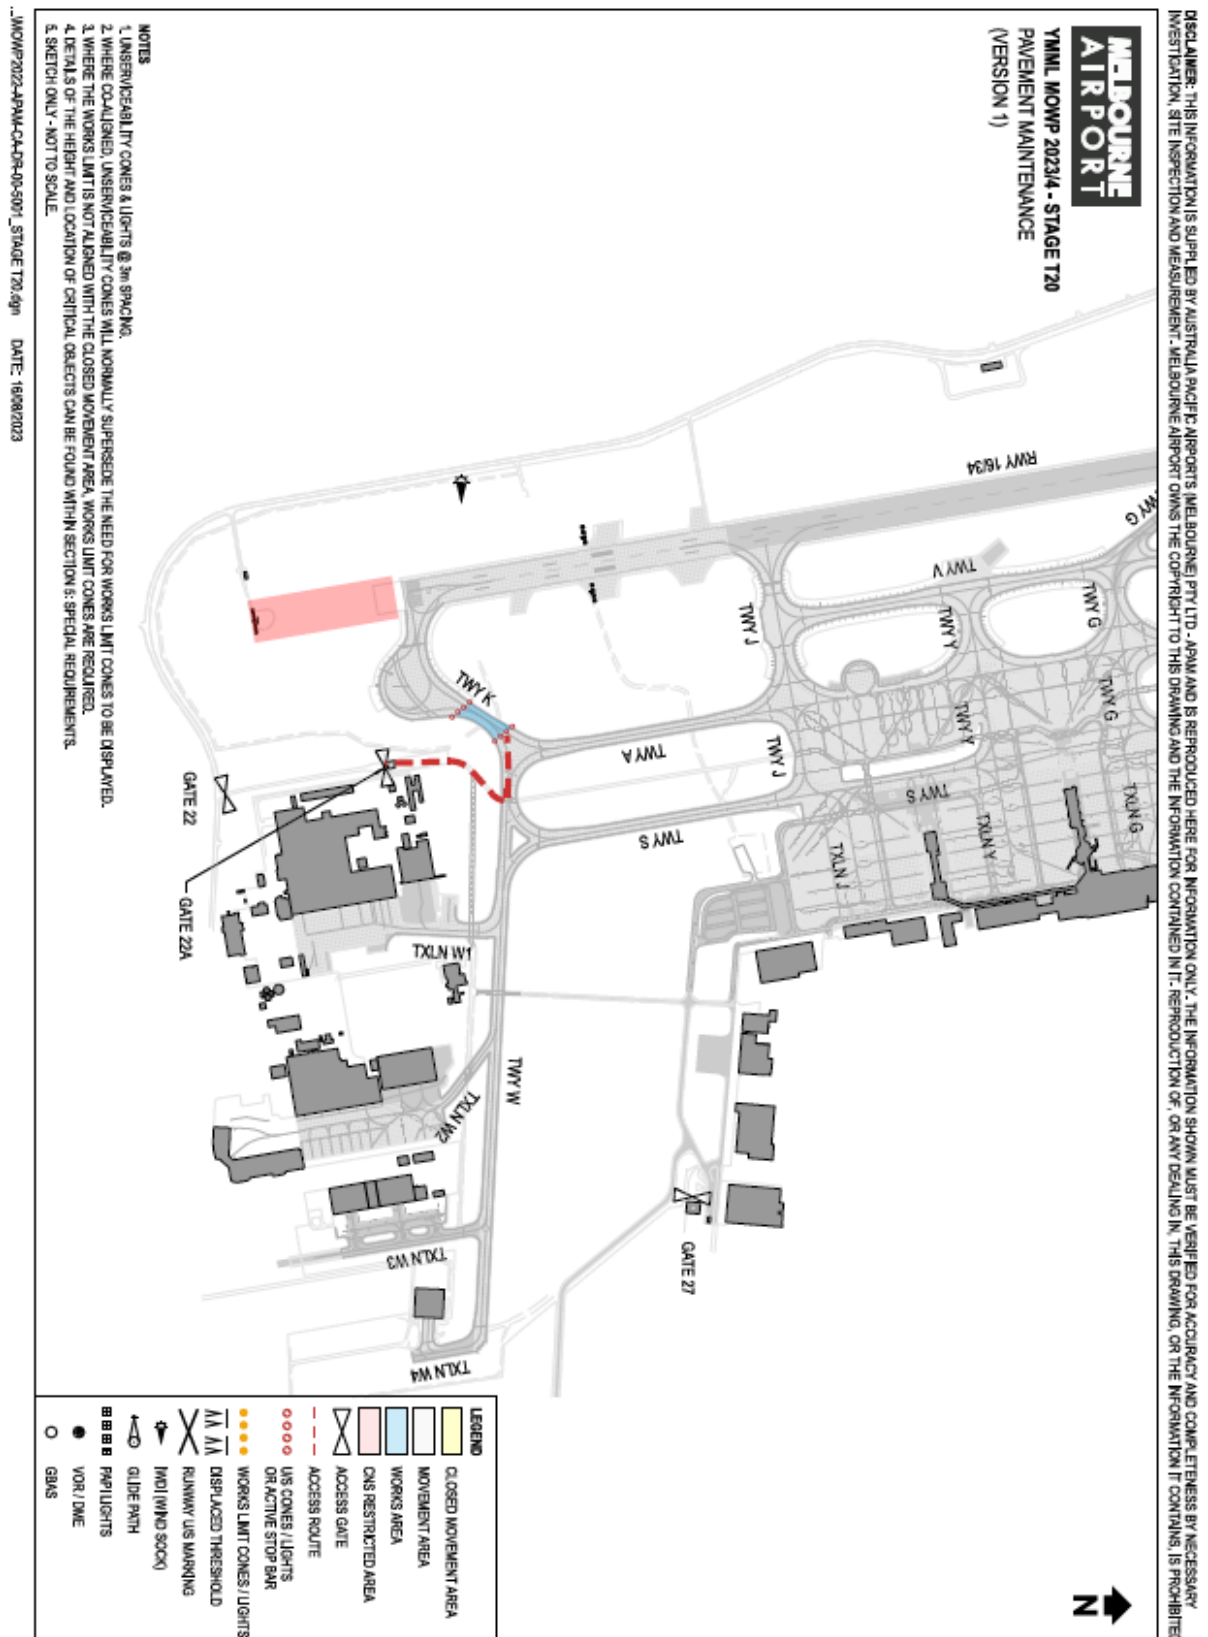 DISCLAIMER: THIS INFORMATION IS SUPPLIED BY AUSTRALIA PACIFIC AIRPORTS (MELBOURNE) PTY LTD - APAM AND IS REPRODUCED HERE FOR INFORMATION ONLY. THE INFORMATION SHOWN MUST BE VERIFIED FOR ACCURACY AND COMPLETENESS BY NECESSARY
INVESTIGATION, SITE INSPECTION AND MEASUREMENT. MELBOURNE AIRPORT OWNS THE COPYRIGHT TO THIS DRAWING AND THE INFORMATION CONTAINED IN IT. REPRODUCTION OF, OR ANY DEALING IN, THIS DRAWING, OR THE INFORMATION IT CONTAINS, IS PROHIBITED
MELBOURNE
AIRPORT
YMML MOWP 2023/4 - STAGE T20
PAVEMENT MAINTENANCE
(VERSION 1)
N
RWY 16/34
TWY G
TWY V
TWY G
TWY Y
TWY J
TWY G
TWY Y
TWY K
TWY A
TWY J
TWY S
TXLN G
TXLN Y
TWY S
TXLN J
GATE 22
GATE 22A
TXLN W1
TWY W
TXLN W2
GATE 27
TXLN W3
TXLN W4
NOTES
1. UNSERVICEABILITY CONES & LIGHTS @ 3m SPACING.
2. WHERE CO-ALIGNED, UNSERVICEABILITY CONES WILL NORMALLY SUPERSEDE THE NEED FOR WORKS LIMIT CONES TO BE DISPLAYED.
3. WHERE THE WORKS LIMIT IS NOT ALIGNED WITH THE CLOSED MOVEMENT AREA, WORKS LIMIT CONES ARE REQUIRED.
4. DETAILS OF THE HEIGHT AND LOCATION OF CRITICAL OBJECTS CAN BE FOUND WITHIN SECTION 5: SPECIAL REQUIREMENTS.
5. SKETCH ONLY - NOT TO SCALE.
LEGEND
CLOSED MOVEMENT AREA
MOVEMENT AREA
WORKS AREA
CNS RESTRICTED AREA
ACCESS GATE
ACCESS ROUTE
U/S CONES / LIGHTS
OR ACTIVE STOP BAR
WORKS LIMIT CONES / LIGHTS
DISPLACED THRESHOLD
RUNWAY U/S MARKING
IWDI (WIND SOCK)
GLIDE PATH
PAPI LIGHTS
VOR / DME
GBAS
...\MOWP2022-APAM-CA-DR-00-5001_STAGE T20.dgn DATE: 16/08/2023